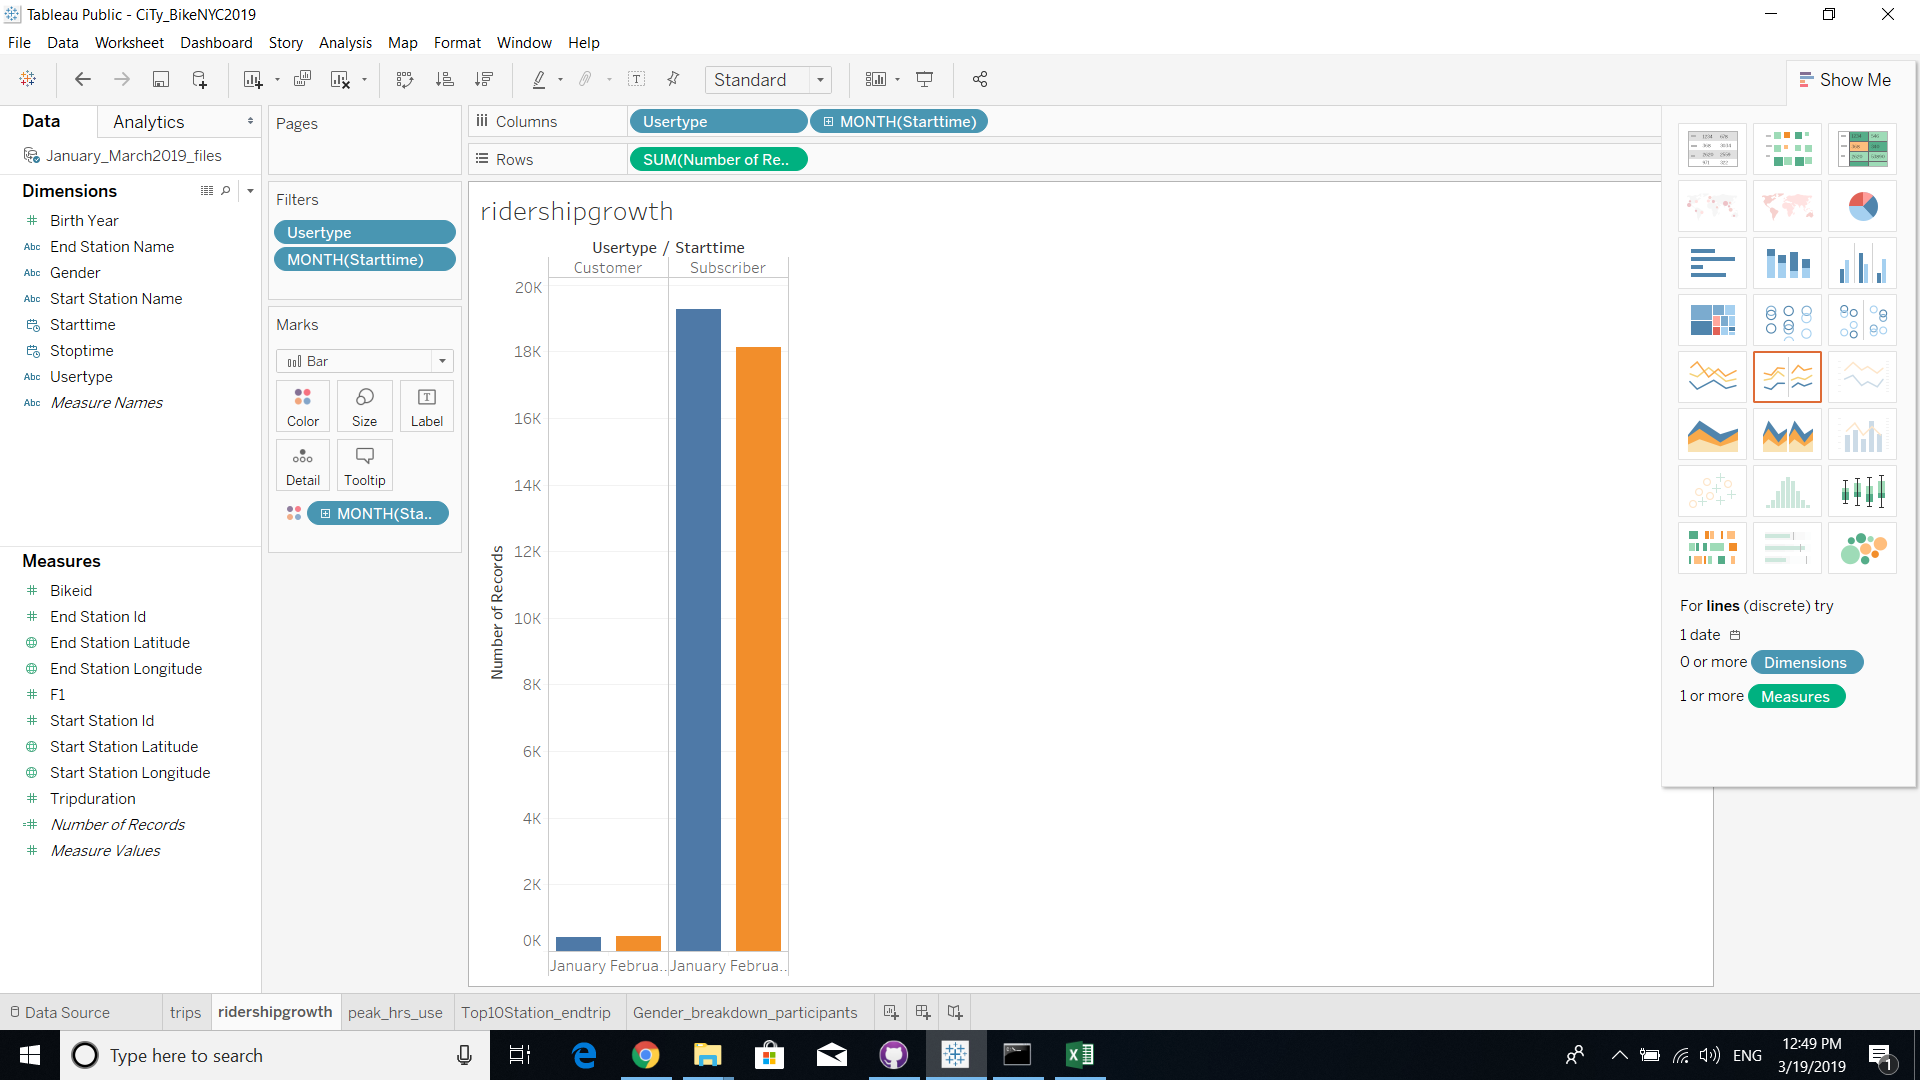 Tableau Public - CiTy_BikeNYC2019
File Data Worksheet Dashboard Story Analysis Map Format Window Help
Standard
Show Me
Data Analytics
January_March2019_files
Dimensions
Birth Year
Abc End Station Name
Abc Gender
Abc Start Station Name
Starttime
Stoptime
Abc Usertype
Abc Measure Names
Measures
Bikeid
End Station Id
End Station Latitude
End Station Longitude
F1
Start Station Id
Start Station Latitude
Start Station Longitude
Tripduration
Number of Records
Measure Values
Pages
Filters
Usertype
MONTH(Starttime)
Marks
Bar
Color Size Label
Detail Tooltip
MONTH(Sta..
Columns Usertype MONTH(Starttime)
Rows SUM(Number of Re..
ridershipgrowth
Usertype / Starttime
Customer Subscriber
Number of Records
20K
18K
16K
14K
12K
10K
8K
6K
4K
2K
0K
January Februa.. January Februa..
For lines (discrete) try
1 date
0 or more Dimensions
1 or more Measures
Data Source trips ridershipgrowth peak_hrs_use Top10Station_endtrip Gender_breakdown_participants
Type here to search
ENG
12:49 PM
3/19/2019
1